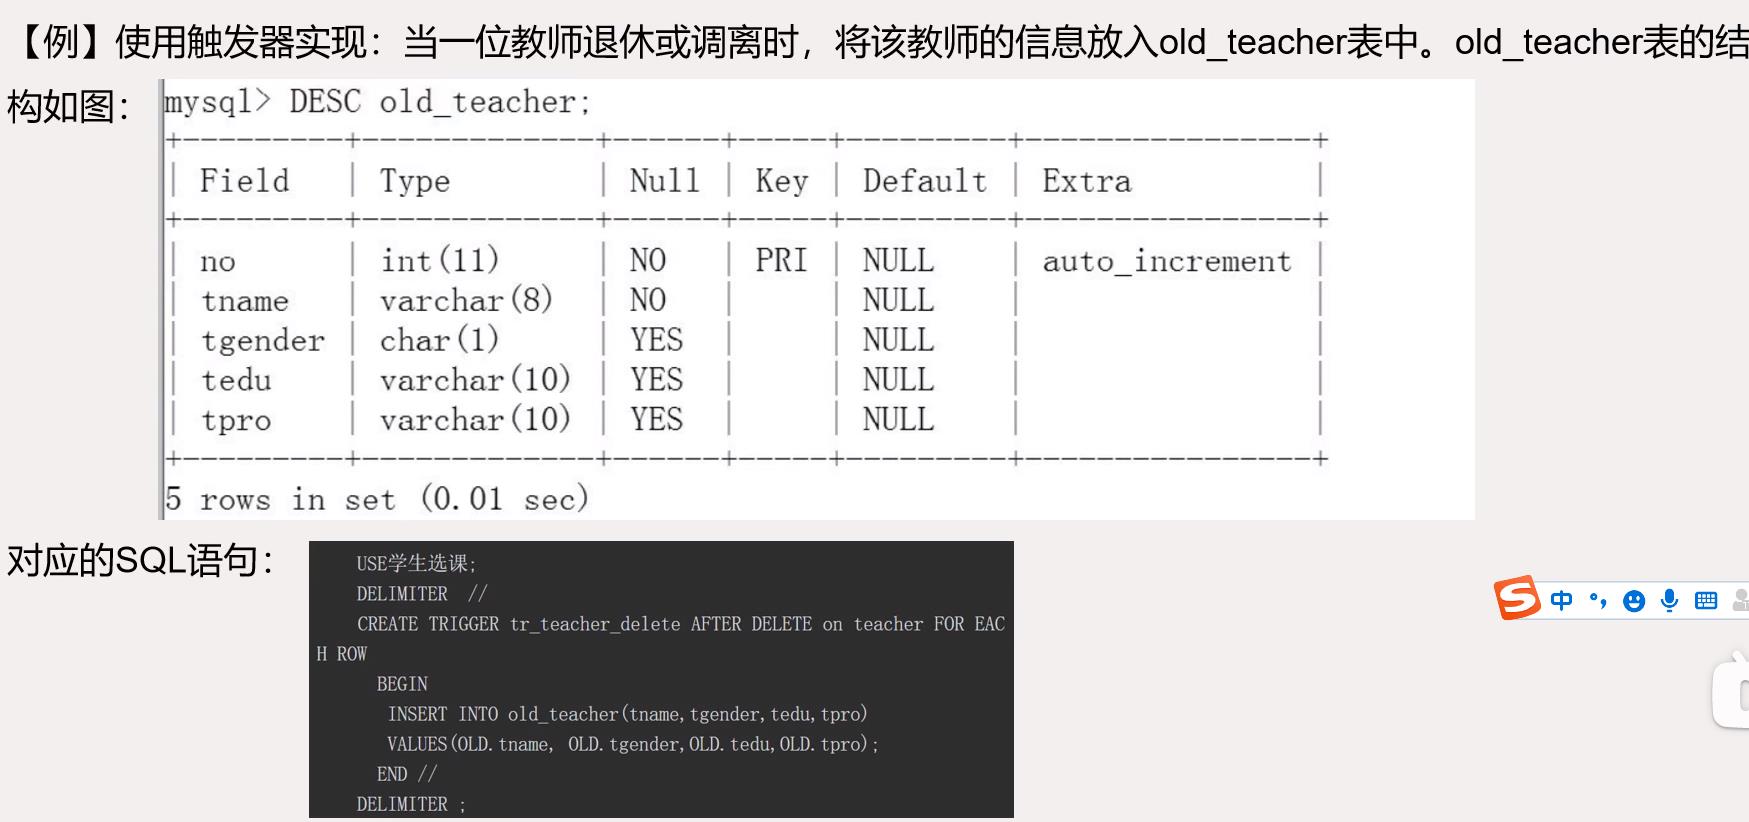 【例】使用触发器实现：当一位教师退休或调离时，将该教师的信息放入old_teacher表中。old_teacher表的结
构如图：
mysql> DESC old_teacher;
+---------+-------------+------+-----+---------+----------------+
| Field | Type | Null | Key | Default | Extra |
+---------+-------------+------+-----+---------+----------------+
| no | int(11) | NO | PRI | NULL | auto_increment |
| tname | varchar(8) | NO | | NULL | |
| tgender | char(1) | YES | | NULL | |
| tedu | varchar(10) | YES | | NULL | |
| tpro | varchar(10) | YES | | NULL | |
+---------+-------------+------+-----+---------+----------------+
5 rows in set (0.01 sec)
对应的SQL语句：
USE学生选课;
DELIMITER //
CREATE TRIGGER tr_teacher_delete AFTER DELETE on teacher FOR EAC
H ROW
BEGIN
INSERT INTO old_teacher(tname,tgender,tedu,tpro)
VALUES(OLD.tname, OLD.tgender,OLD.tedu,OLD.tpro);
END //
DELIMITER ;
S 中 °,